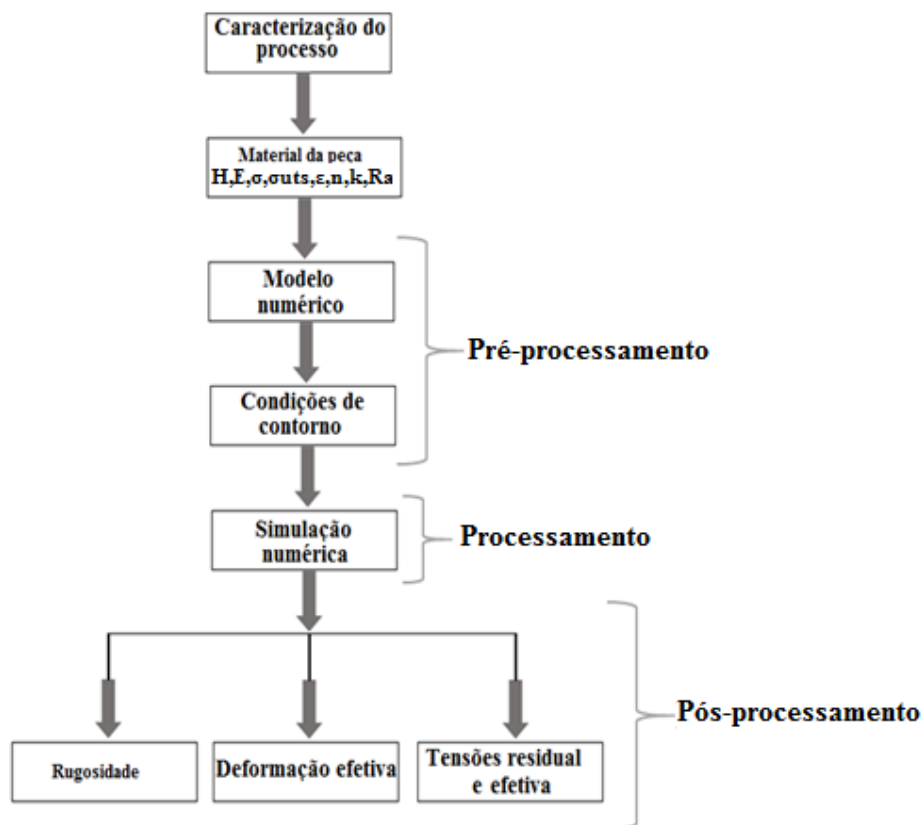 Caracterização do
processo
Material da peça
H,E,σ,σuts,ε,n,k,Ra
Modelo
numérico
Pré-processamento
Condições de
contorno
Simulação
numérica
Processamento
Pós-processamento
Rugosidade
Deformação efetiva
Tensões residual
e efetiva